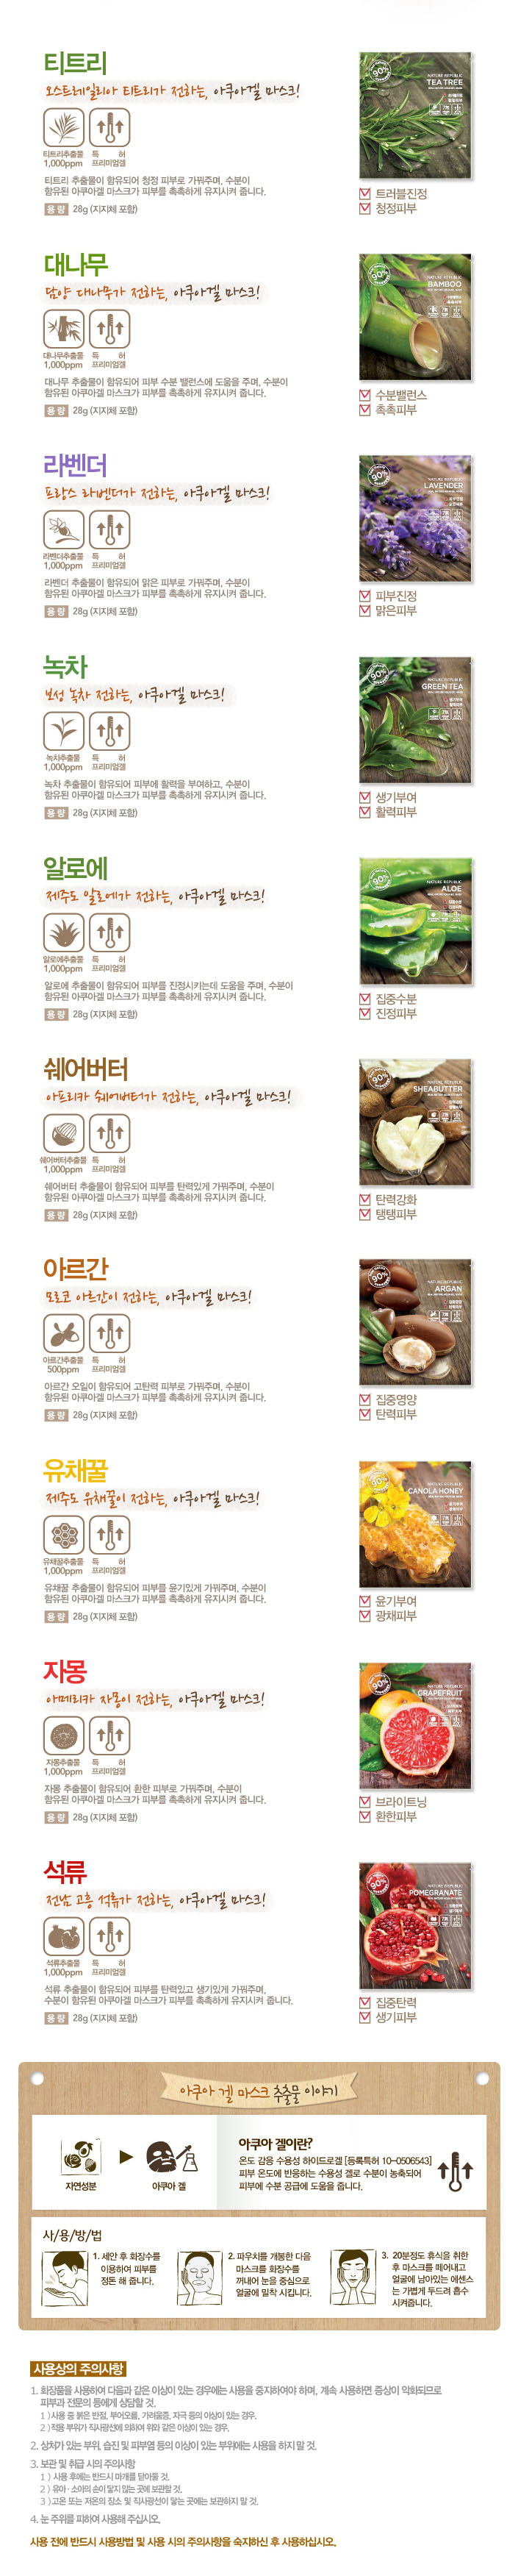 티트리
오스트레일리아 티트리가 전하는, 아쿠아겔 마스크!
90%
NATURE REPUBLIC
TEA TREE
티트리추출물 특 허
1,000ppm 프리미엄겔
티트리 추출물이 함유되어 청정 피부로 가꿔주며, 수분이
함유된 아쿠아겔 마스크가 피부를 촉촉하게 유지시켜 줍니다.
용 량 28g (지지체 포함)
트러블진정
청정피부
대나무
담양 대나무가 전하는, 아쿠아겔 마스크!
90%
NATURE REPUBLIC
BAMBOO
대나무추출물 특 허
1,000ppm 프리미엄겔
대나무 추출물이 함유되어 피부 수분 밸런스에 도움을 주며, 수분이
함유된 아쿠아겔 마스크가 피부를 촉촉하게 유지시켜 줍니다.
용 량 28g (지지체 포함)
수분밸런스
촉촉피부
라벤더
프랑스 라벤더가 전하는, 아쿠아겔 마스크!
90%
NATURE REPUBLIC
LAVENDER
라벤더추출물 특 허
1,000ppm 프리미엄겔
라벤더 추출물이 함유되어 맑은 피부로 가꿔주며, 수분이
함유된 아쿠아겔 마스크가 피부를 촉촉하게 유지시켜 줍니다.
용 량 28g (지지체 포함)
피부진정
맑은피부
녹차
보성 녹차 전하는, 아쿠아겔 마스크!
90%
NATURE REPUBLIC
GREEN TEA
녹차추출물 특 허
1,000ppm 프리미엄겔
녹차 추출물이 함유되어 피부에 활력을 부여하고, 수분이
함유된 아쿠아겔 마스크가 피부를 촉촉하게 유지시켜 줍니다.
용 량 28g (지지체 포함)
생기부여
활력피부
알로에
제주도 알로에가 전하는, 아쿠아겔 마스크!
90%
NATURE REPUBLIC
ALOE
알로에추출물 특 허
1,000ppm 프리미엄겔
알로에 추출물이 함유되어 피부를 진정시키는데 도움을 주며, 수분이
함유된 아쿠아겔 마스크가 피부를 촉촉하게 유지시켜 줍니다.
용 량 28g (지지체 포함)
집중수분
진정피부
쉐어버터
아프리카 쉐어버터가 전하는, 아쿠아겔 마스크!
90%
NATURE REPUBLIC
SHEABUTTER
쉐어버터추출물 특 허
1,000ppm 프리미엄겔
쉐어버터 추출물이 함유되어 피부를 탄력있게 가꿔주며, 수분이
함유된 아쿠아겔 마스크가 피부를 촉촉하게 유지시켜 줍니다.
용 량 28g (지지체 포함)
탄력강화
탱탱피부
아르간
모로코 아르간이 전하는, 아쿠아겔 마스크!
90%
NATURE REPUBLIC
ARGAN
아르간추출물 특 허
500ppm 프리미엄겔
아르간 오일이 함유되어 고탄력 피부로 가꿔주며, 수분이
함유된 아쿠아겔 마스크가 피부를 촉촉하게 유지시켜 줍니다.
용 량 28g (지지체 포함)
집중영양
탄력피부
유채꿀
제주도 유채꿀이 전하는, 아쿠아겔 마스크!
90%
NATURE REPUBLIC
CANOLA HONEY
유채꿀추출물 특 허
1,000ppm 프리미엄겔
유채꿀 추출물이 함유되어 피부를 윤기있게 가꿔주며, 수분이
함유된 아쿠아겔 마스크가 피부를 촉촉하게 유지시켜 줍니다.
용 량 28g (지지체 포함)
윤기부여
광채피부
자몽
아메리카 자몽이 전하는, 아쿠아겔 마스크!
90%
NATURE REPUBLIC
GRAPEFRUIT
자몽추출물 특 허
1,000ppm 프리미엄겔
자몽 추출물이 함유되어 환한 피부로 가꿔주며, 수분이
함유된 아쿠아겔 마스크가 피부를 촉촉하게 유지시켜 줍니다.
용 량 28g (지지체 포함)
브라이트닝
환한피부
석류
전남 고흥 석류가 전하는, 아쿠아겔 마스크!
90%
NATURE REPUBLIC
POMEGRANATE
석류추출물 특 허
1,000ppm 프리미엄겔
석류 추출물이 함유되어 피부를 탄력있고 생기있게 가꿔주며,
수분이 함유된 아쿠아겔 마스크가 피부를 촉촉하게 유지시켜 줍니다.
용 량 28g (지지체 포함)
집중탄력
생기피부
아쿠아 겔 마스크 추출물 이야기
자연성분
아쿠아 겔
아쿠아 겔이란?
온도 감응 수용성 하이드로겔 [등록특허 10-0506543]
피부 온도에 반응하는 수용성 겔로 수분이 농축되어
피부에 수분 공급에 도움을 줍니다.
사/용/방/법
1. 세안 후 화장수를
이용하여 피부를
정돈 해 줍니다.
2. 파우치를 개봉한 다음
마스크를 화장수를
꺼내어 눈을 중심으로
얼굴에 밀착 시킵니다.
3. 20분정도 휴식을 취한
후 마스크를 떼어내고
얼굴에 남아있는 에센스
는 가볍게 두드려 흡수
시켜줍니다.
사용상의 주의사항
1. 화장품을 사용하여 다음과 같은 이상이 있는 경우에는 사용을 중지하여야 하며, 계속 사용하면 증상이 악화되므로
피부과 전문의 등에게 상담할 것.
1 ) 사용 중 붉은 반점, 부어오름, 가려움증, 자극 등의 이상이 있는 경우.
2 ) 적용 부위가 직사광선에 의하여 위와 같은 이상이 있는 경우.
2. 상처가 있는 부위, 습진 및 피부염 등의 이상이 있는 부위에는 사용을 하지 말 것.
3. 보관 및 취급 시의 주의사항
1 ) 사용 후에는 반드시 마개를 닫아둘 것.
2 ) 유아 · 소아의 손이 닿지 않는 곳에 보관할 것.
3 ) 고온 또는 저온의 장소 및 직사광선이 닿는 곳에는 보관하지 말 것.
4. 눈 주위를 피하여 사용해 주십시오.
사용 전에 반드시 사용방법 및 사용 시의 주의사항을 숙지하신 후 사용하십시오.